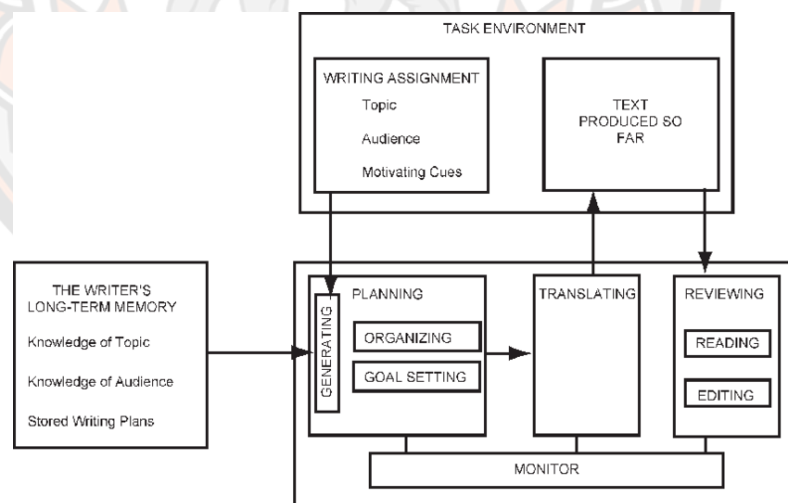 TASK ENVIRONMENT
WRITING ASSIGNMENT
Topic
Audience
Motivating Cues
TEXT
PRODUCED SO
FAR
THE WRITER'S
LONG-TERM MEMORY
Knowledge of Topic
Knowledge of Audience
Stored Writing Plans
PLANNING
GENERATING
ORGANIZING
GOAL SETTING
TRANSLATING
REVIEWING
READING
EDITING
MONITOR